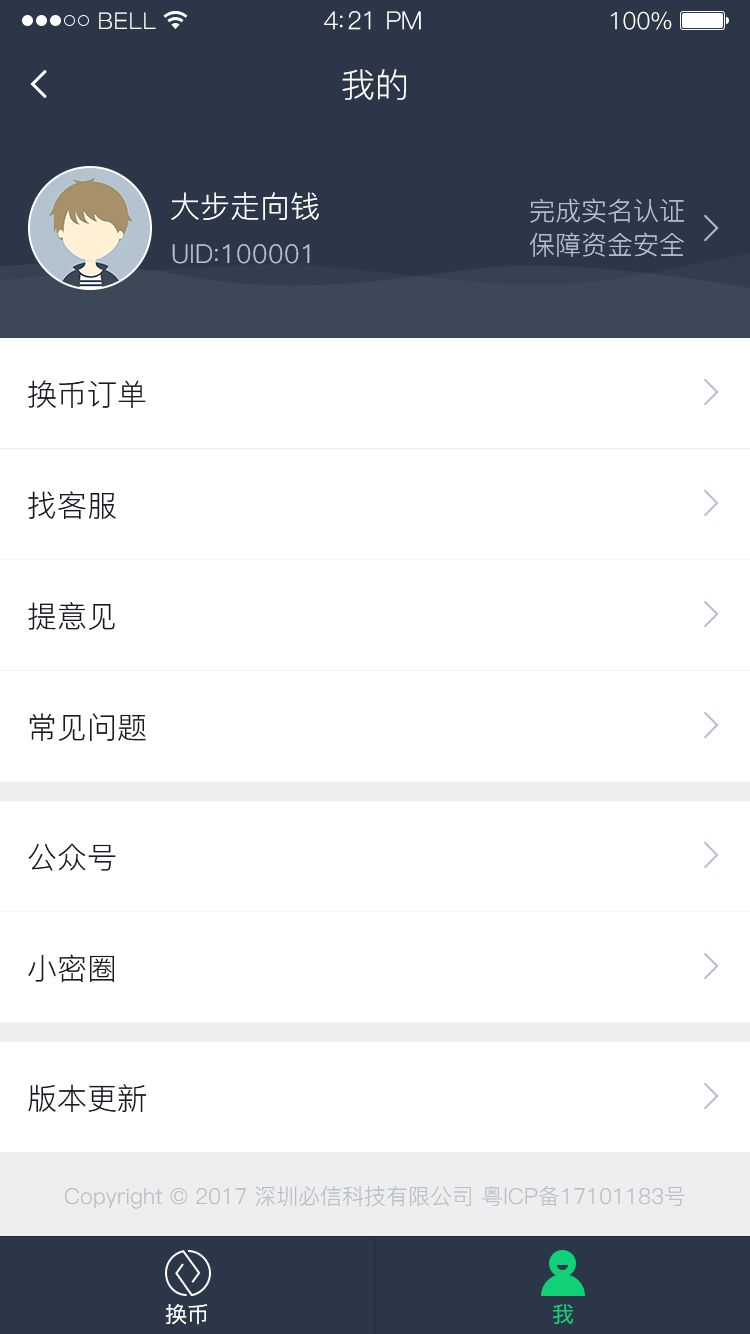 BELL 4:21 PM 100%
我的
大步走向钱
UID:100001
完成实名认证
保障资金安全
换币订单
找客服
提意见
常见问题
公众号
小密圈
版本更新
Copyright © 2017 深圳必信科技有限公司 粤ICP备17101183号
换币 我